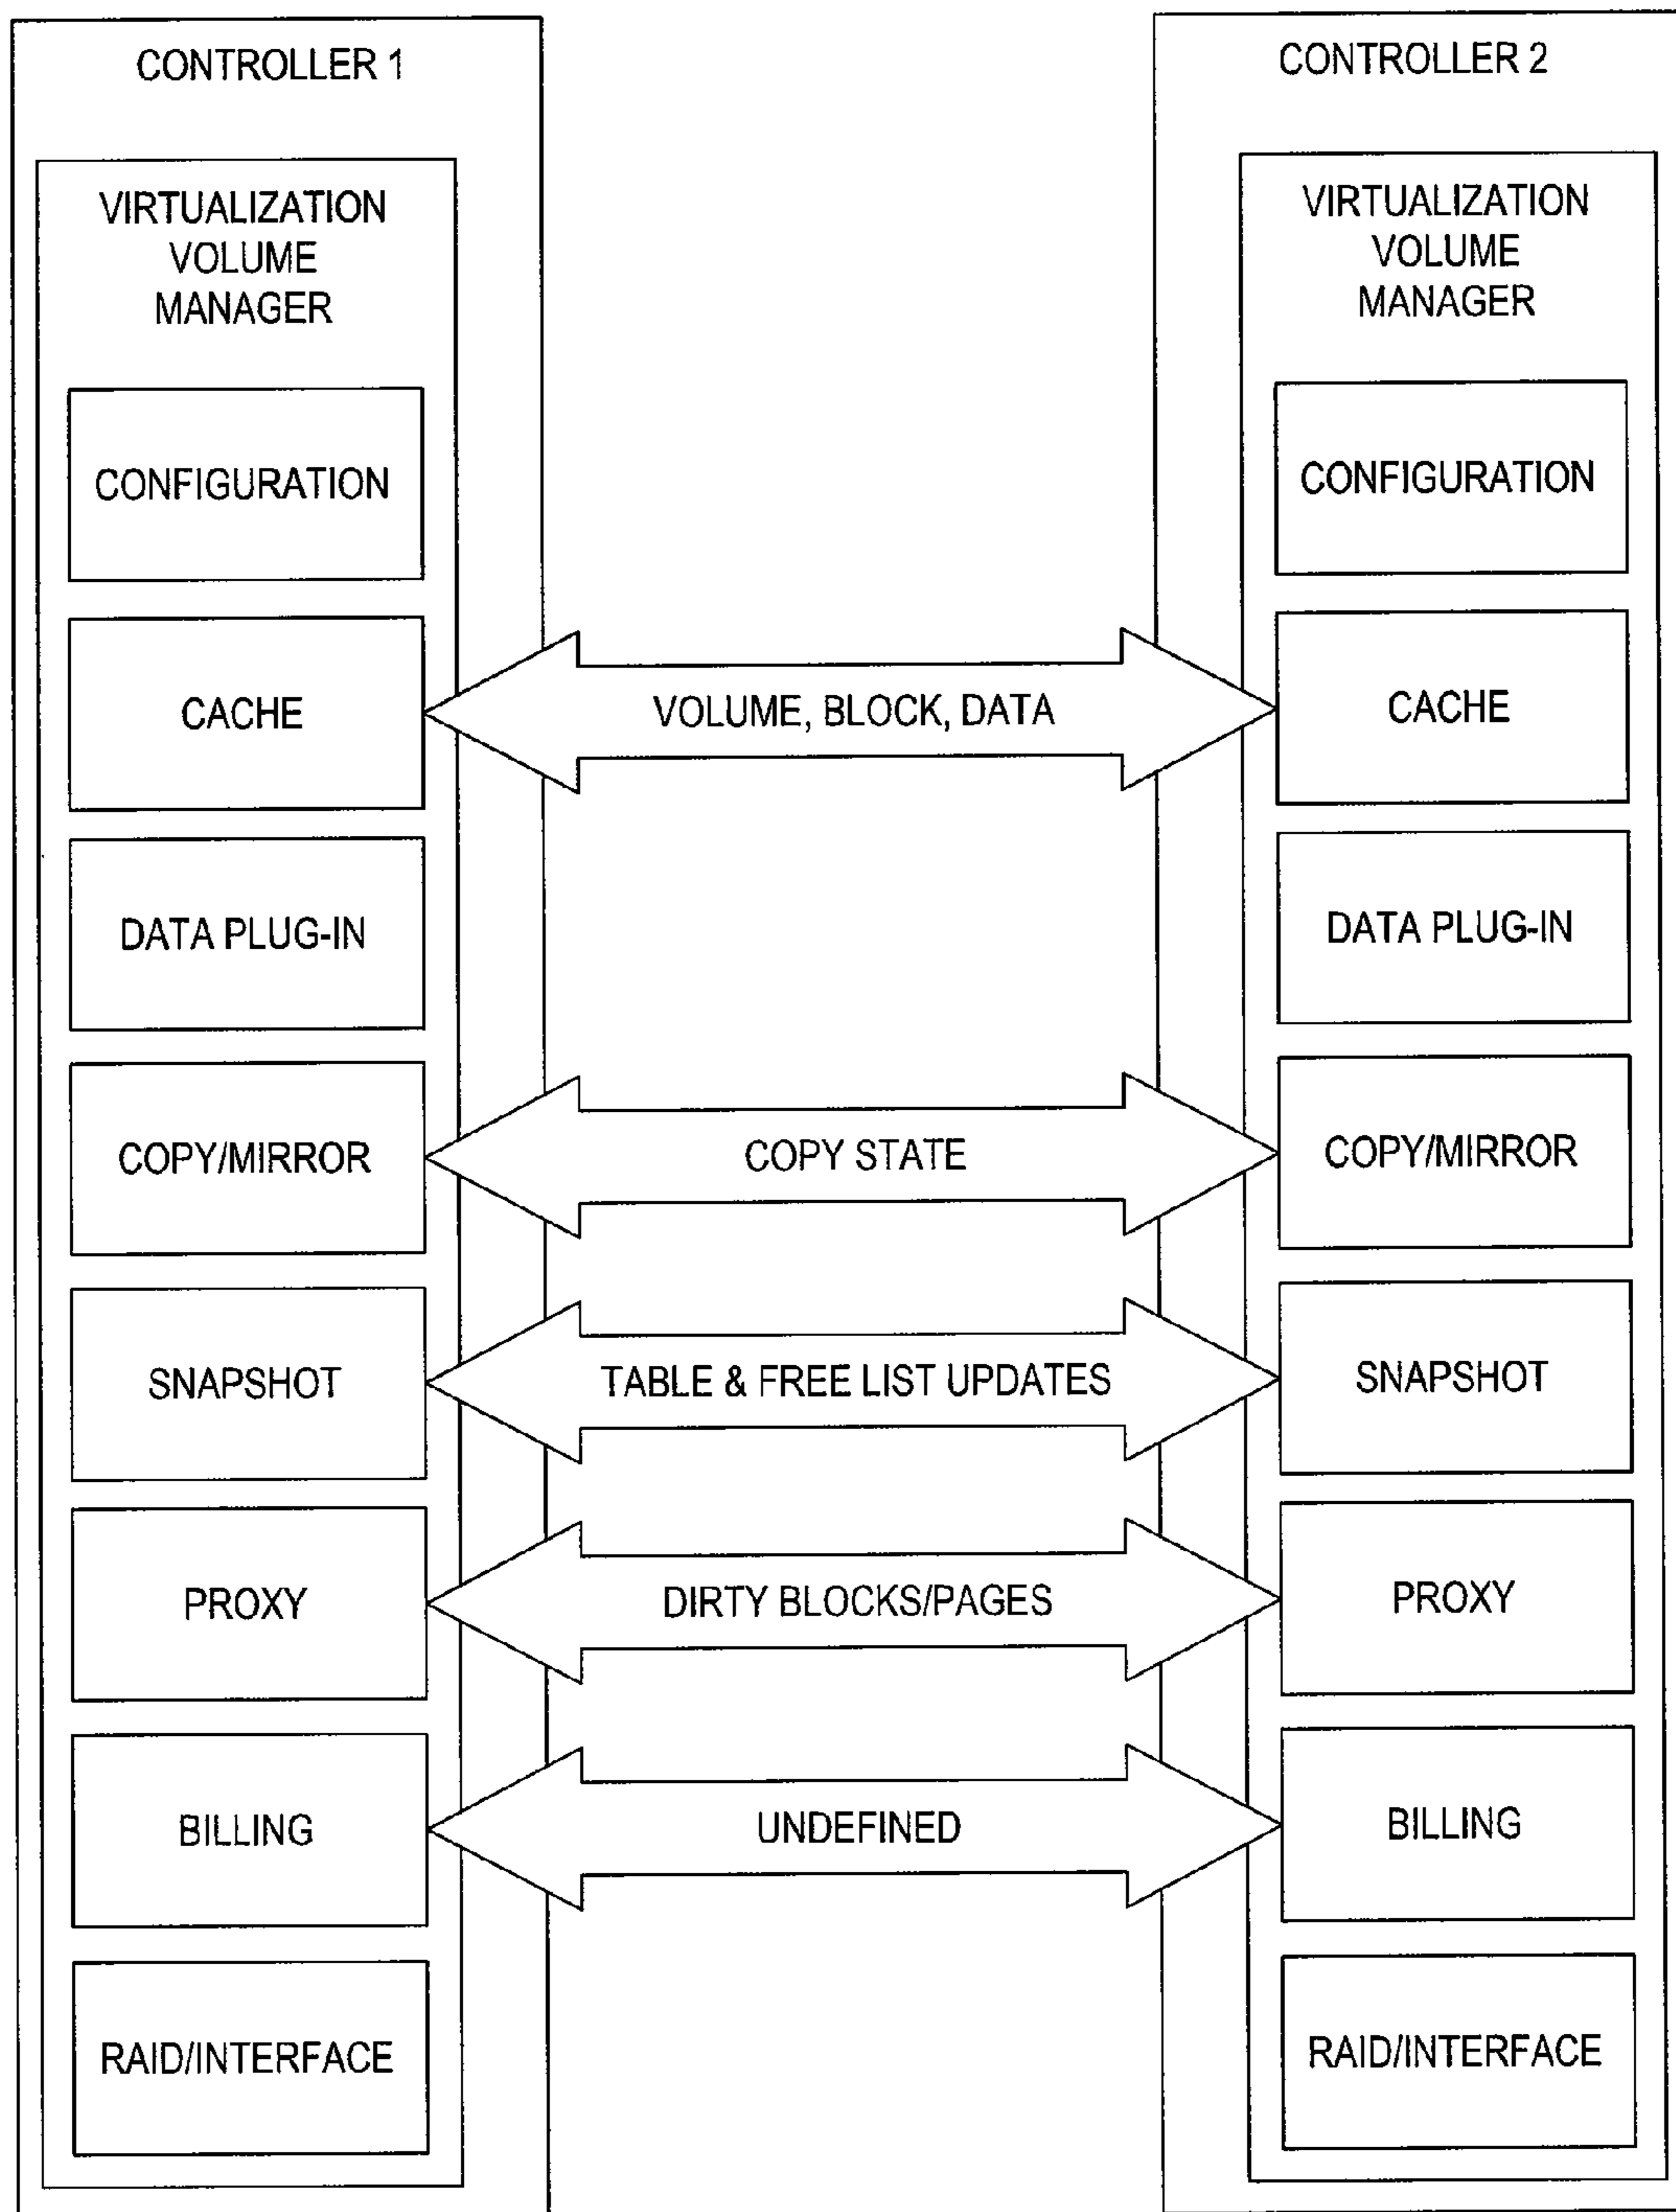 CONTROLLER 1
VIRTUALIZATION
VOLUME
MANAGER
CONFIGURATION
CACHE
DATA PLUG-IN
COPY/MIRROR
SNAPSHOT
PROXY
BILLING
RAID/INTERFACE
VOLUME, BLOCK, DATA
COPY STATE
TABLE & FREE LIST UPDATES
DIRTY BLOCKS/PAGES
UNDEFINED
CONTROLLER 2
VIRTUALIZATION
VOLUME
MANAGER
CONFIGURATION
CACHE
DATA PLUG-IN
COPY/MIRROR
SNAPSHOT
PROXY
BILLING
RAID/INTERFACE